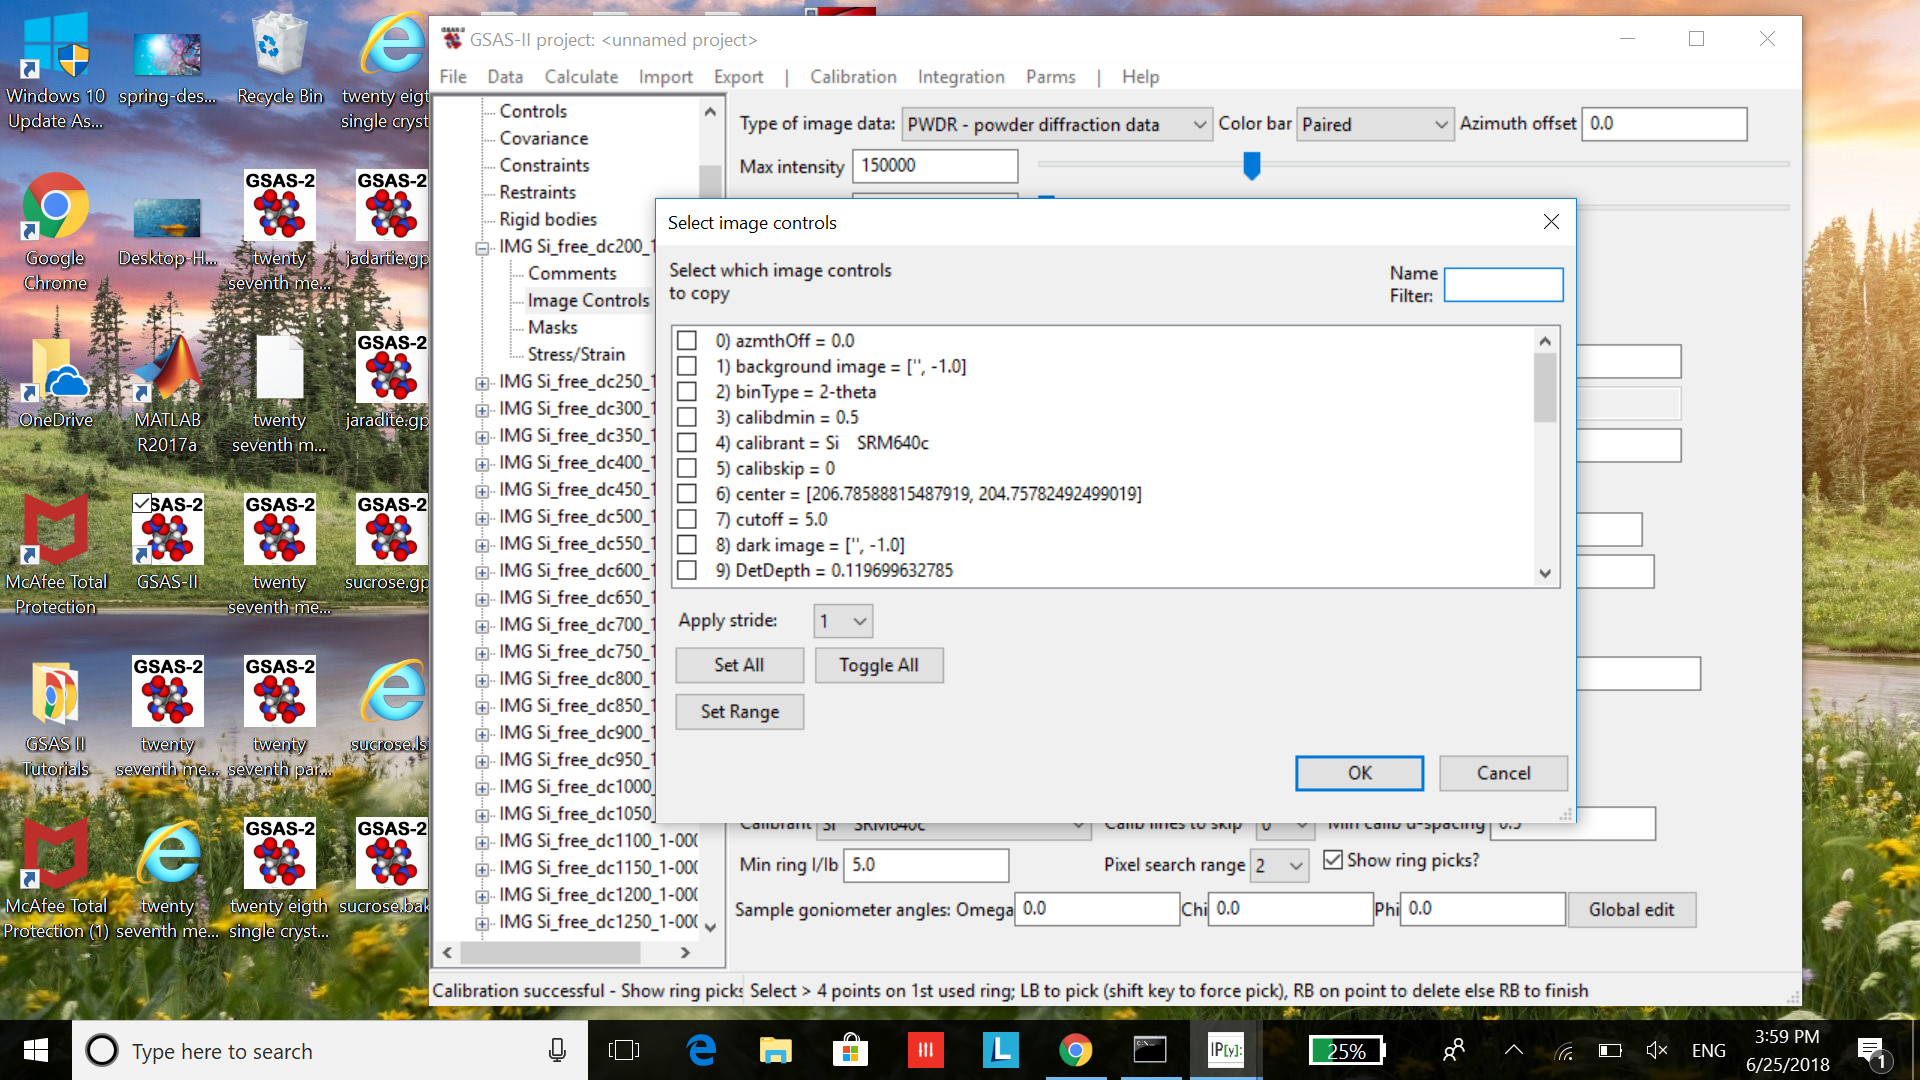 GSAS-II project: <unnamed project>
File Data Calculate Import Export | Calibration Integration Parms | Help
Controls
Covariance
Constraints
Restraints
Rigid bodies
IMG Si_free_dc200_1
Comments
Image Controls
Masks
Stress/Strain
IMG Si_free_dc250_1
IMG Si_free_dc300_1
IMG Si_free_dc350_1
IMG Si_free_dc400_1
IMG Si_free_dc450_1
IMG Si_free_dc500_1
IMG Si_free_dc550_1
IMG Si_free_dc600_1
IMG Si_free_dc650_1
IMG Si_free_dc700_1
IMG Si_free_dc750_1
IMG Si_free_dc800_1
IMG Si_free_dc850_1
IMG Si_free_dc900_1
IMG Si_free_dc950_1
IMG Si_free_dc1000_
IMG Si_free_dc1050_
IMG Si_free_dc1100_1-00(
IMG Si_free_dc1150_1-00(
IMG Si_free_dc1200_1-00(
IMG Si_free_dc1250_1-00(
Type of image data: PWDR - powder diffraction data Color bar Paired Azimuth offset 0.0
Max intensity 150000
Select image controls
Select which image controls
to copy
Name
Filter:
0) azmthOff = 0.0
1) background image = ['', -1.0]
2) binType = 2-theta
3) calibdmin = 0.5
4) calibrant = Si SRM640c
5) calibskip = 0
6) center = [206.78588815487919, 204.75782492499019]
7) cutoff = 5.0
8) dark image = ['', -1.0]
9) DetDepth = 0.119699632785
Apply stride: 1
Set All Toggle All
Set Range
OK Cancel
Calibrant Si SRM640c Calib lines to skip 0 Min calib d-spacing 0.5
Min ring I/Ib 5.0 Pixel search range 2 Show ring picks?
Sample goniometer angles: Omega 0.0 Chi 0.0 Phi 0.0 Global edit
Calibration successful - Show ring picks Select > 4 points on 1st used ring; LB to pick (shift key to force pick), RB on point to delete else RB to finish
Windows 10
Update As...
spring-des...
Recycle Bin
twenty eigt
single cryst
Google
Chrome
Desktop-H...
GSAS-2
twenty
seventh me...
GSAS-2
jadartie.gp
OneDrive
MATLAB
R2017a
twenty
seventh m...
GSAS-2
jaradite.gp
McAfee Total
Protection
GSAS-2
GSAS-II
GSAS-2
twenty
seventh me...
GSAS-2
sucrose.gp
GSAS II
Tutorials
GSAS-2
twenty
seventh me...
GSAS-2
twenty
seventh par...
sucrose.ls
McAfee Total
Protection (1)
twenty
seventh me...
GSAS-2
twenty eigth
single cryst...
GSAS-2
sucrose.bak
Type here to search
L
IP[y]:
25%
ENG
3:59 PM
6/25/2018
1